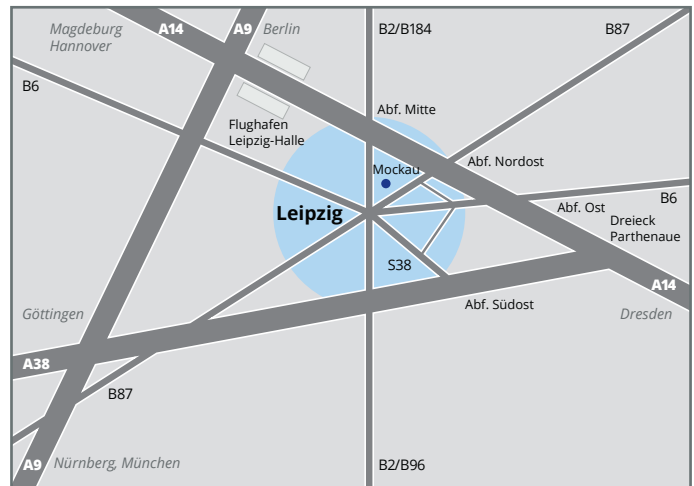 Magdeburg
Hannover
A14
A9
Berlin
B2/B184
B87
B6
Abf. Mitte
Flughafen
Leipzig-Halle
Mockau
Abf. Nordost
B6
Leipzig
Abf. Ost
Dreieck
Parthenaue
S38
A14
Göttingen
Abf. Südost
Dresden
A38
B87
A9
Nürnberg, München
B2/B96